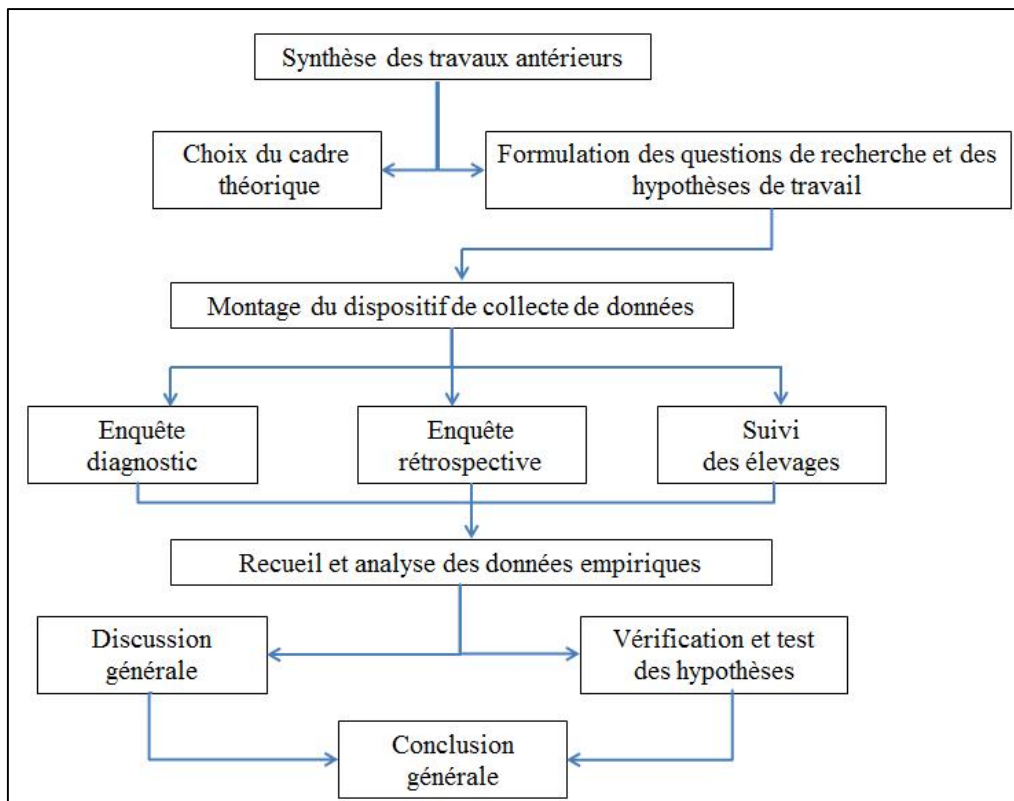 Synthèse des travaux antérieurs
Choix du cadre
théorique
Formulation des questions de recherche et des
hypothèses de travail
Montage du dispositif de collecte de données
Enquête
diagnostic
Enquête
rétrospective
Suivi
des élevages
Recueil et analyse des données empiriques
Discussion
générale
Vérification et test
des hypothèses
Conclusion
générale